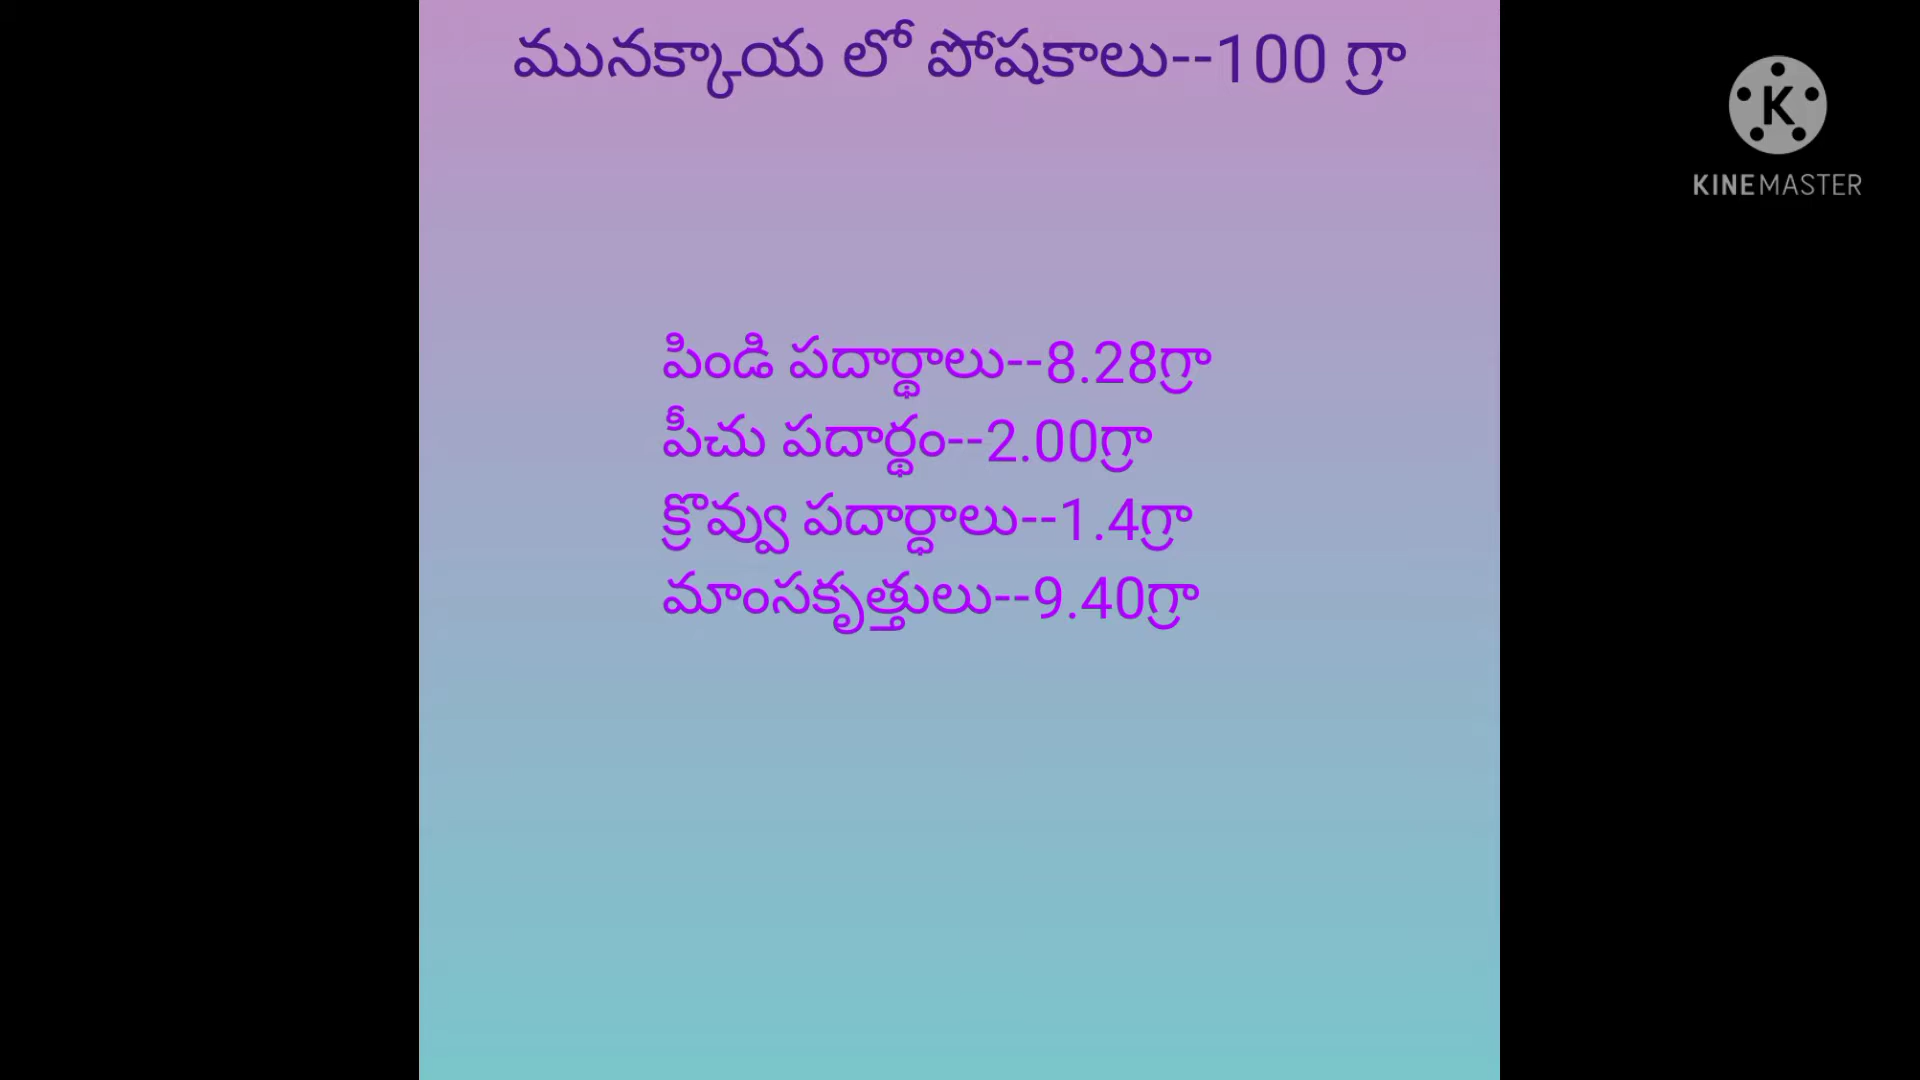 మునక్కాయ లో పోషకాలు--100 గ్రా
KINEMASTER
పిండి పదార్థాలు--8.28గ్రా
పీచు పదార్థం--2.00గ్రా
క్రొవ్వు పదార్ధాలు--1.4గ్రా
మాంసకృత్తులు--9.40గ్రా